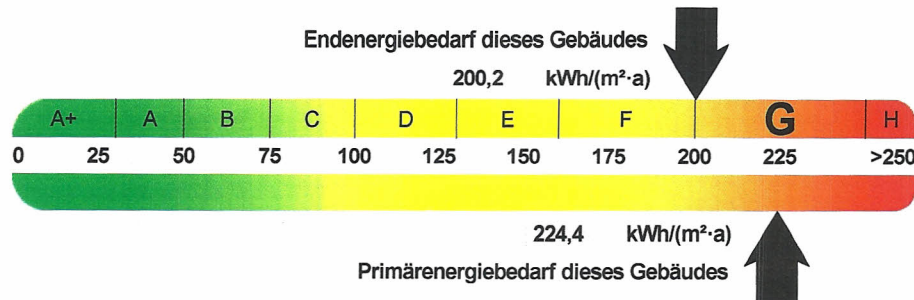 Endenergiebedarf dieses Gebäudes
200,2 kWh/(m²·a)
A+ A B C D E F G H
0 25 50 75 100 125 150 175 200 225 >250
224,4 kWh/(m²·a)
Primärenergiebedarf dieses Gebäudes